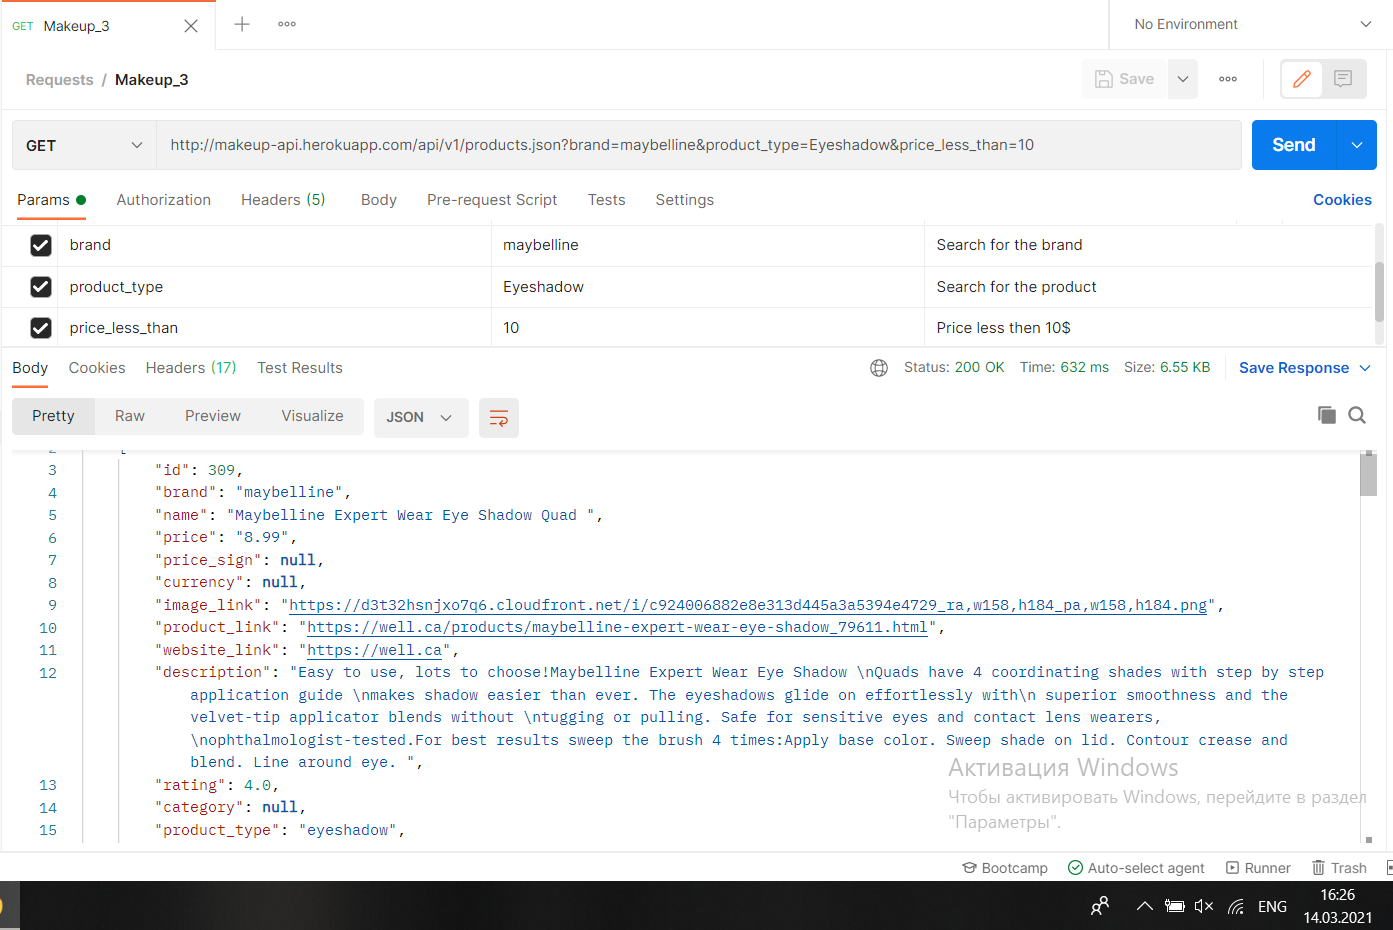 GET Makeup_3
No Environment
Requests / Makeup_3
Save
GET http://makeup-api.herokuapp.com/api/v1/products.json?brand=maybelline&product_type=Eyeshadow&price_less_than=10 Send
Params Authorization Headers (5) Body Pre-request Script Tests Settings Cookies
brand maybelline Search for the brand
product_type Eyeshadow Search for the product
price_less_than 10 Price less then 10$
Body Cookies Headers (17) Test Results Status: 200 OK Time: 632 ms Size: 6.55 KB Save Response
Pretty Raw Preview Visualize JSON
3 "id": 309,
4 "brand": "maybelline",
5 "name": "Maybelline Expert Wear Eye Shadow Quad ",
6 "price": "8.99",
7 "price_sign": null,
8 "currency": null,
9 "image_link": "https://d3t32hsnjxo7q6.cloudfront.net/i/c924006882e8e313d445a3a5394e4729_ra,w158,h184_pa,w158,h184.png",
10 "product_link": "https://well.ca/products/maybelline-expert-wear-eye-shadow_79611.html",
11 "website_link": "https://well.ca",
12 "description": "Easy to use, lots to choose!Maybelline Expert Wear Eye Shadow \nQuads have 4 coordinating shades with step by step
application guide \nmakes shadow easier than ever. The eyeshadows glide on effortlessly with\n superior smoothness and the
velvet-tip applicator blends without \ntugging or pulling. Safe for sensitive eyes and contact lens wearers,
\nophthalmologist-tested.For best results sweep the brush 4 times:Apply base color. Sweep shade on lid. Contour crease and
blend. Line around eye. ",
13 "rating": 4.0,
14 "category": null,
15 "product_type": "eyeshadow",
Активация Windows
Чтобы активировать Windows, перейдите в раздел
"Параметры".
Bootcamp Auto-select agent Runner Trash
ENG
16:26
14.03.2021